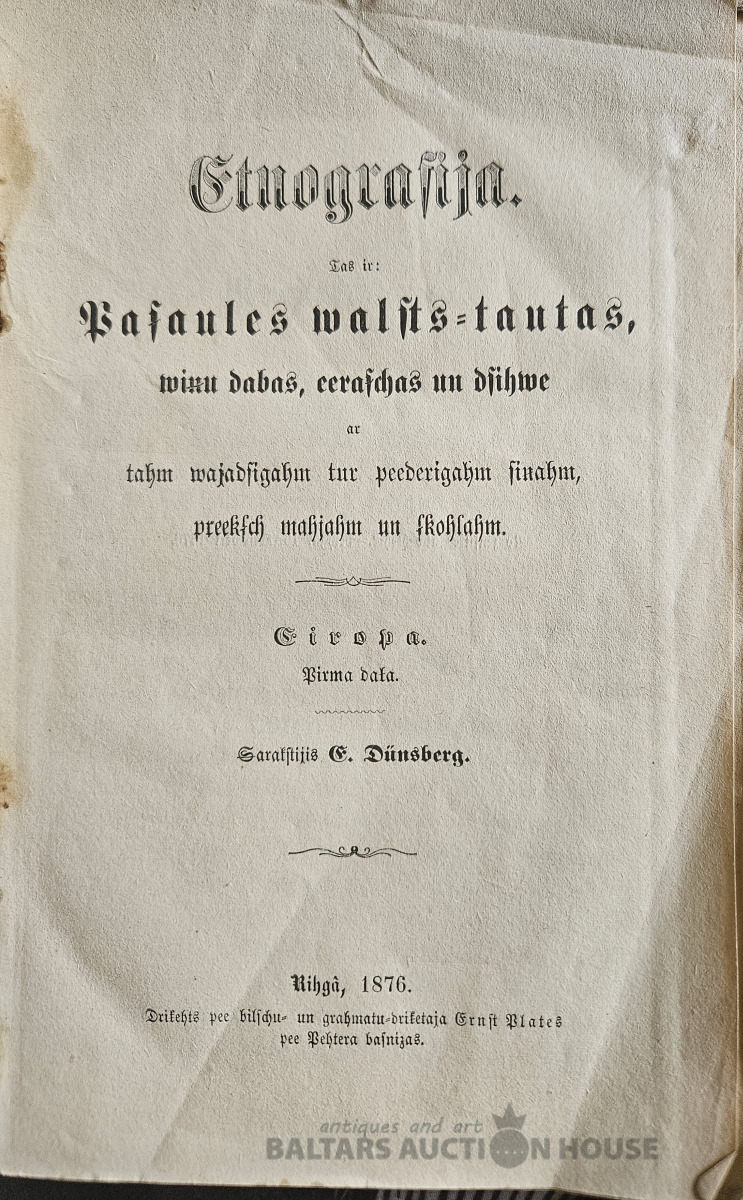 Etnografija.
Tas ir:
Paſaules walſts-tautas,
wiņu dabas, eeraſchas un dſihwe
ar
tahm wajadſigahm tur peederigahm ſinahm,
preekſch mahjahm un ſkohlahm.
Eiropa.
Pirma daļa.
Sarakſtijis E. Dünsberg.
Rihgâ, 1876.
Drikehts pee bilſchu- un grahmatu-driketaja Ernſt Plates
pee Pehtera baſnizas.
antiques and art
BALTARS AUCTION HOUSE